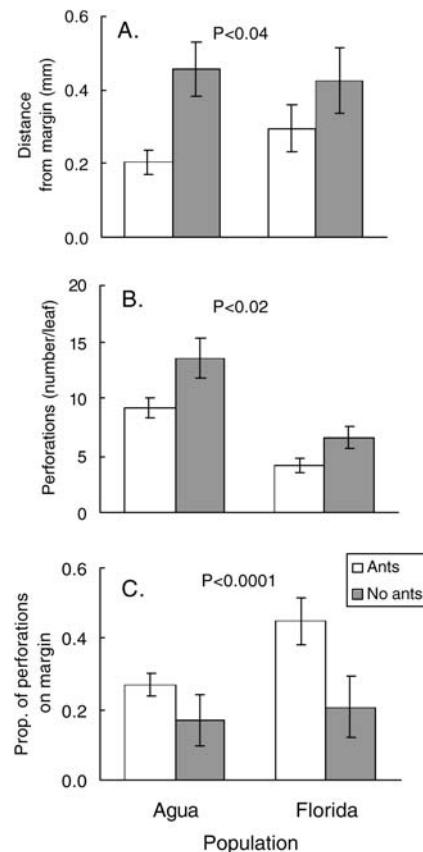 A.
P<0.04
Distance
from margin (mm)
0.6
0.4
0.2
0.0
B.
P<0.02
Perforations (number/leaf)
20
15
10
5
0
Ants
No ants
C.
P<0.0001
Prop. of perforations
on margin
0.6
0.4
0.2
0.0
Agua
Florida
Population